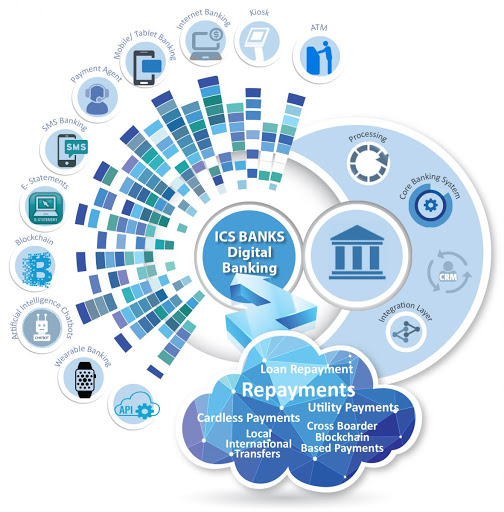 Internet Banking
Kiosk
ATM
Mobile/ Tablet Banking
Payment Agent
SMS Banking
SMS
E- Statements
E-STATEMENT
Blockchain
Artificial Intelligence Chatbots
CHATBOT
Wearable Banking
API
Processing
Core Banking System
CRM
Integration Layer
ICS BANKS
Digital
Banking
Loan Repayment
Repayments
Utility Payments
Cardless Payments
Cross Boarder
Blockchain
Based Payments
Local
International
Transfers